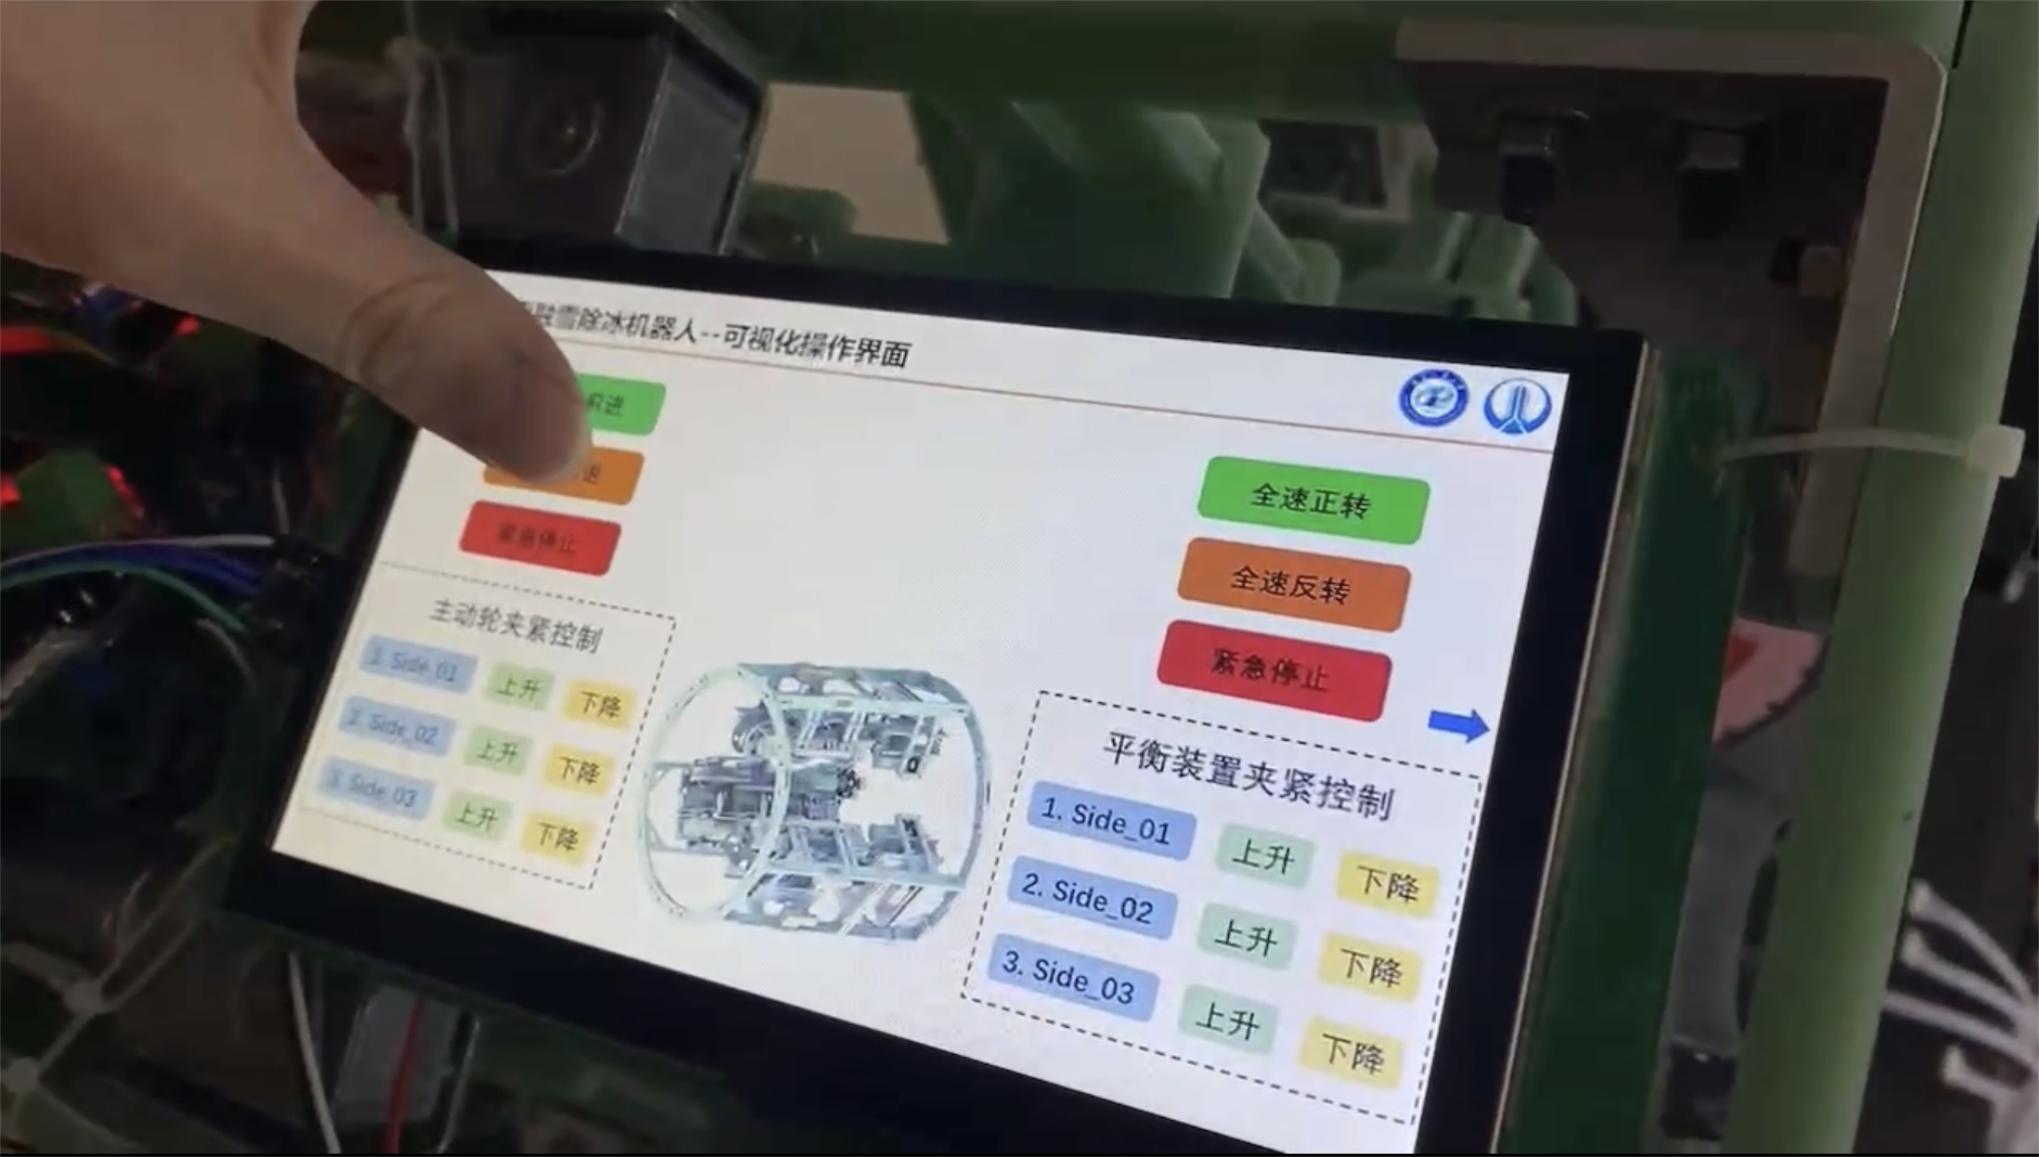 融雪除冰机器人--可视化操作界面
前进
进
紧急停止
主动轮夹紧控制
1. Side_01 上升 下降
2. Side_02 上升 下降
3. Side_03 上升 下降
全速正转
全速反转
紧急停止
平衡装置夹紧控制
1. Side_01 上升 下降
2. Side_02 上升 下降
3. Side_03 上升 下降